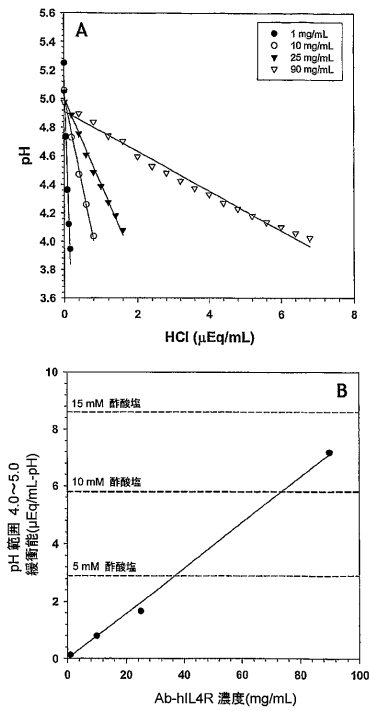 A
1 mg/mL
10 mg/mL
25 mg/mL
90 mg/mL
5.6
5.4
5.2
5.0
4.8
4.6
4.4
4.2
4.0
3.8
3.6
pH
0 2 4 6 8
HCl (μEq/mL)
B
10
8
6
4
2
0
15 mM 酢酸塩
10 mM 酢酸塩
5 mM 酢酸塩
pH 範囲 4.0～5.0
緩衝能(μEq/mL-pH)
0 20 40 60 80 100
Ab-hIL4R 濃度(mg/mL)